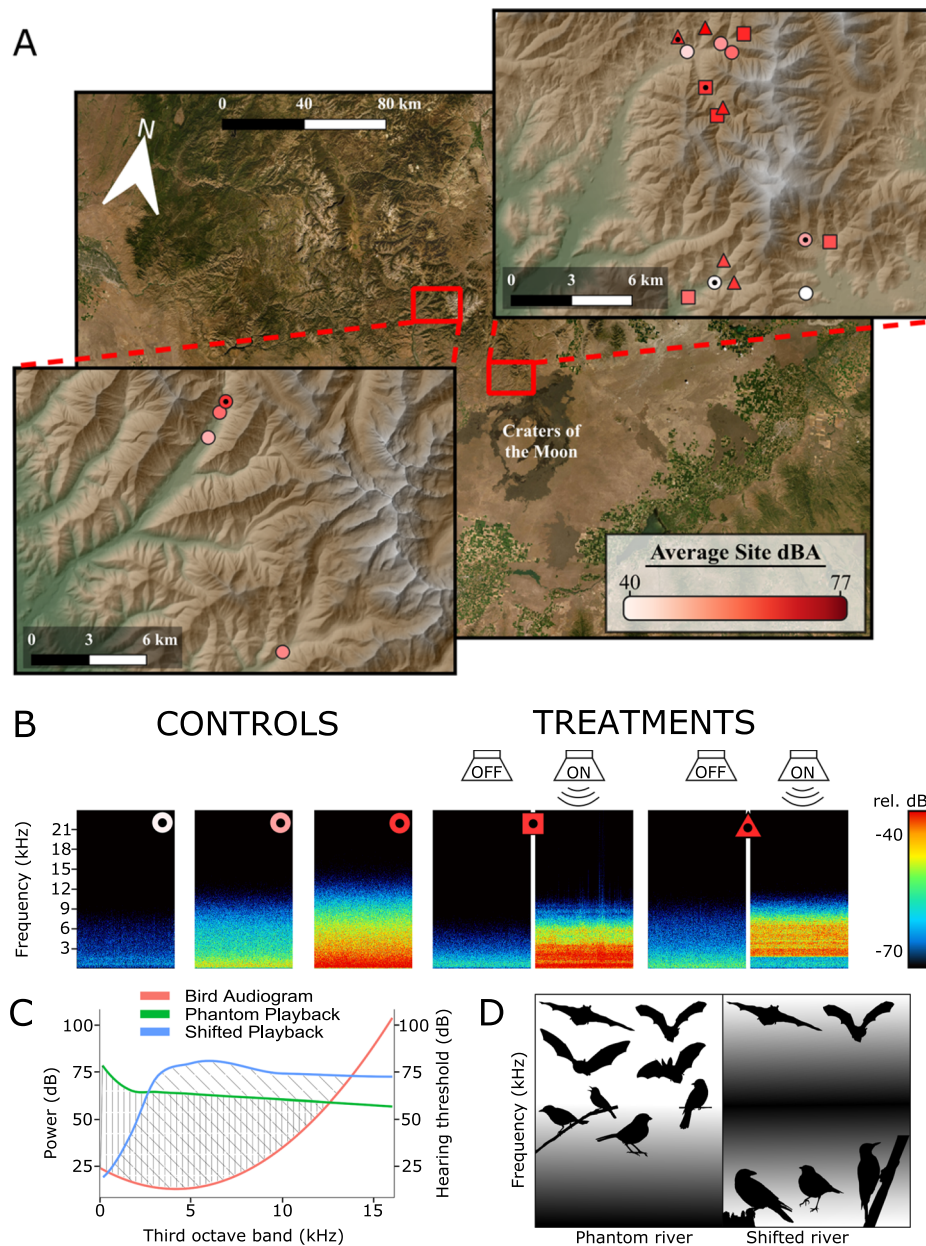 A
N
0 40 80 km
0 3 6 km
Craters of
the Moon
0 3 6 km
Average Site dBA
40 77
B CONTROLS TREATMENTS
OFF ON OFF ON
rel. dB
Frequency (kHz)
21
18
15
12
9
6
3
-40
-70
C
Bird Audiogram
Phantom Playback
Shifted Playback
Power (dB)
100
75
50
25
0 5 10 15
Third octave band (kHz)
Hearing threshold (dB)
100
75
50
25
D
Frequency (kHz)
Phantom river Shifted river